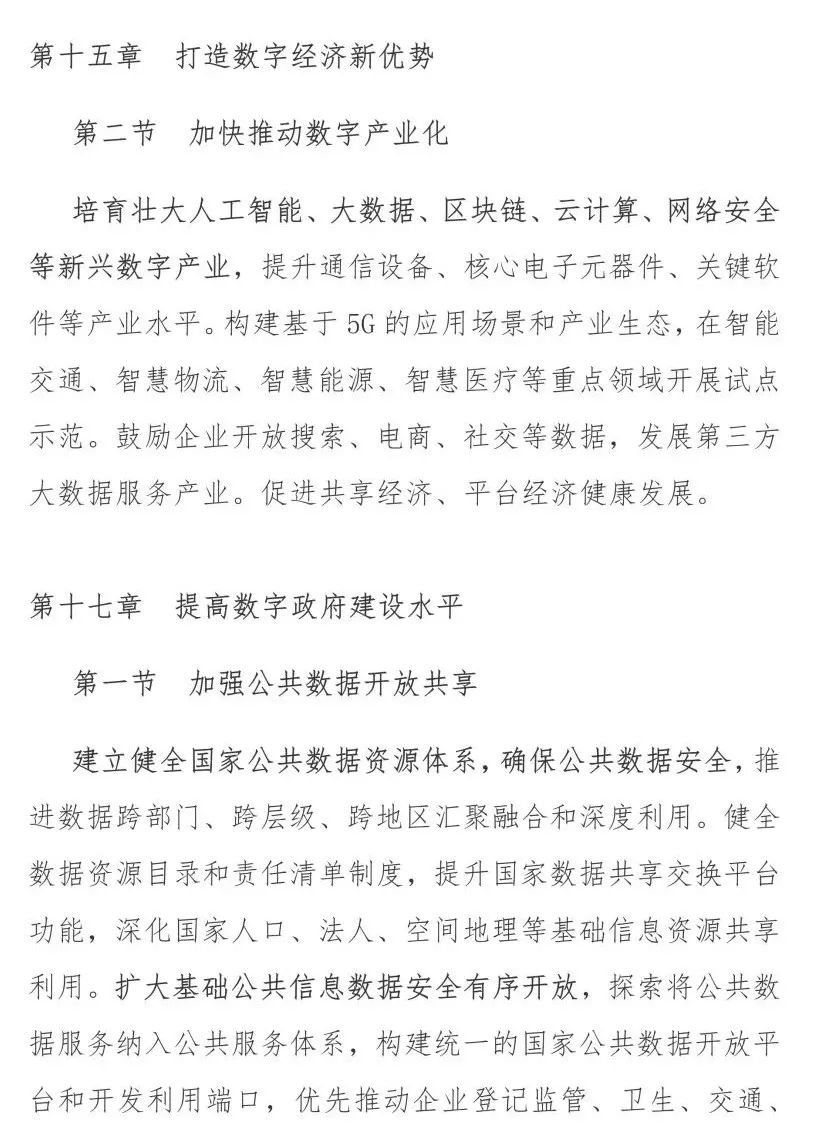 第十五章　打造数字经济新优势
第二节　加快推动数字产业化
培育壮大人工智能、大数据、区块链、云计算、网络安全
等新兴数字产业，提升通信设备、核心电子元器件、关键软
件等产业水平。构建基于 5G 的应用场景和产业生态，在智能
交通、智慧物流、智慧能源、智慧医疗等重点领域开展试点
示范。鼓励企业开放搜索、电商、社交等数据，发展第三方
大数据服务产业。促进共享经济、平台经济健康发展。
第十七章　提高数字政府建设水平
第一节　加强公共数据开放共享
建立健全国家公共数据资源体系，确保公共数据安全，推
进数据跨部门、跨层级、跨地区汇聚融合和深度利用。健全
数据资源目录和责任清单制度，提升国家数据共享交换平台
功能，深化国家人口、法人、空间地理等基础信息资源共享
利用。扩大基础公共信息数据安全有序开放，探索将公共数
据服务纳入公共服务体系，构建统一的国家公共数据开放平
台和开发利用端口，优先推动企业登记监管、卫生、交通、